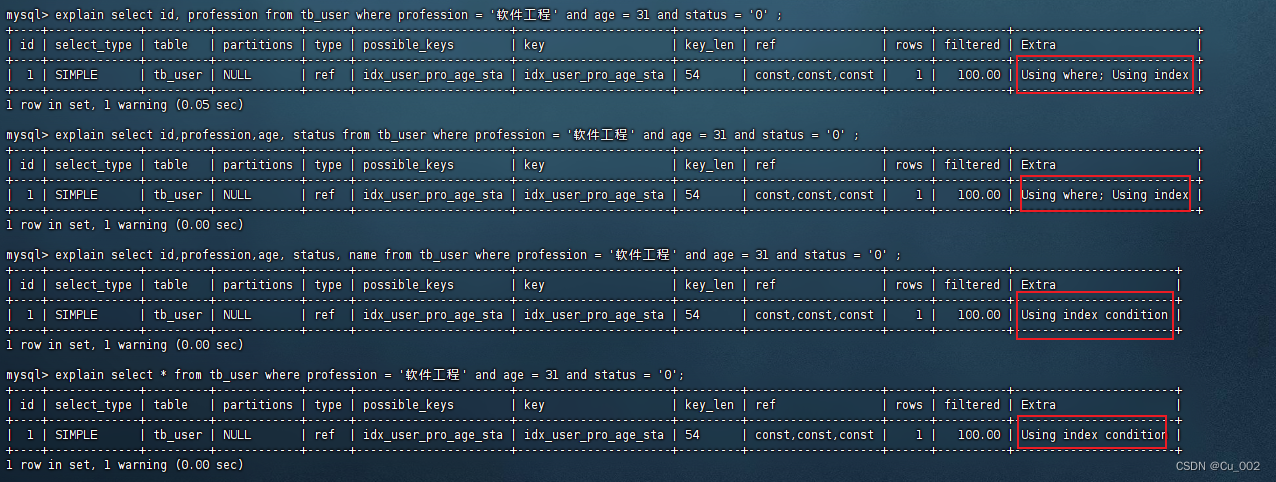 mysql> explain select id, profession from tb_user where profession = '软件工程' and age = 31 and status = '0' ;
+----+-------------+---------+------------+------+----------------------+----------------------+---------+-------------------+------+----------+--------------------------+
| id | select_type | table | partitions | type | possible_keys | key | key_len | ref | rows | filtered | Extra |
+----+-------------+---------+------------+------+----------------------+----------------------+---------+-------------------+------+----------+--------------------------+
| 1 | SIMPLE | tb_user | NULL | ref | idx_user_pro_age_sta | idx_user_pro_age_sta | 54 | const,const,const | 1 | 100.00 | Using where; Using index |
+----+-------------+---------+------------+------+----------------------+----------------------+---------+-------------------+------+----------+--------------------------+
1 row in set, 1 warning (0.05 sec)
mysql> explain select id,profession,age, status from tb_user where profession = '软件工程' and age = 31 and status = '0' ;
+----+-------------+---------+------------+------+----------------------+----------------------+---------+-------------------+------+----------+--------------------------+
| id | select_type | table | partitions | type | possible_keys | key | key_len | ref | rows | filtered | Extra |
+----+-------------+---------+------------+------+----------------------+----------------------+---------+-------------------+------+----------+--------------------------+
| 1 | SIMPLE | tb_user | NULL | ref | idx_user_pro_age_sta | idx_user_pro_age_sta | 54 | const,const,const | 1 | 100.00 | Using where; Using index |
+----+-------------+---------+------------+------+----------------------+----------------------+---------+-------------------+------+----------+--------------------------+
1 row in set, 1 warning (0.00 sec)
mysql> explain select id,profession,age, status, name from tb_user where profession = '软件工程' and age = 31 and status = '0' ;
+----+-------------+---------+------------+------+----------------------+----------------------+---------+-------------------+------+----------+-----------------------+
| id | select_type | table | partitions | type | possible_keys | key | key_len | ref | rows | filtered | Extra |
+----+-------------+---------+------------+------+----------------------+----------------------+---------+-------------------+------+----------+-----------------------+
| 1 | SIMPLE | tb_user | NULL | ref | idx_user_pro_age_sta | idx_user_pro_age_sta | 54 | const,const,const | 1 | 100.00 | Using index condition |
+----+-------------+---------+------------+------+----------------------+----------------------+---------+-------------------+------+----------+-----------------------+
1 row in set, 1 warning (0.00 sec)
mysql> explain select * from tb_user where profession = '软件工程' and age = 31 and status = '0';
+----+-------------+---------+------------+------+----------------------+----------------------+---------+-------------------+------+----------+-----------------------+
| id | select_type | table | partitions | type | possible_keys | key | key_len | ref | rows | filtered | Extra |
+----+-------------+---------+------------+------+----------------------+----------------------+---------+-------------------+------+----------+-----------------------+
| 1 | SIMPLE | tb_user | NULL | ref | idx_user_pro_age_sta | idx_user_pro_age_sta | 54 | const,const,const | 1 | 100.00 | Using index condition |
+----+-------------+---------+------------+------+----------------------+----------------------+---------+-------------------+------+----------+-----------------------+
1 row in set, 1 warning (0.00 sec)
CSDN @Cu_002